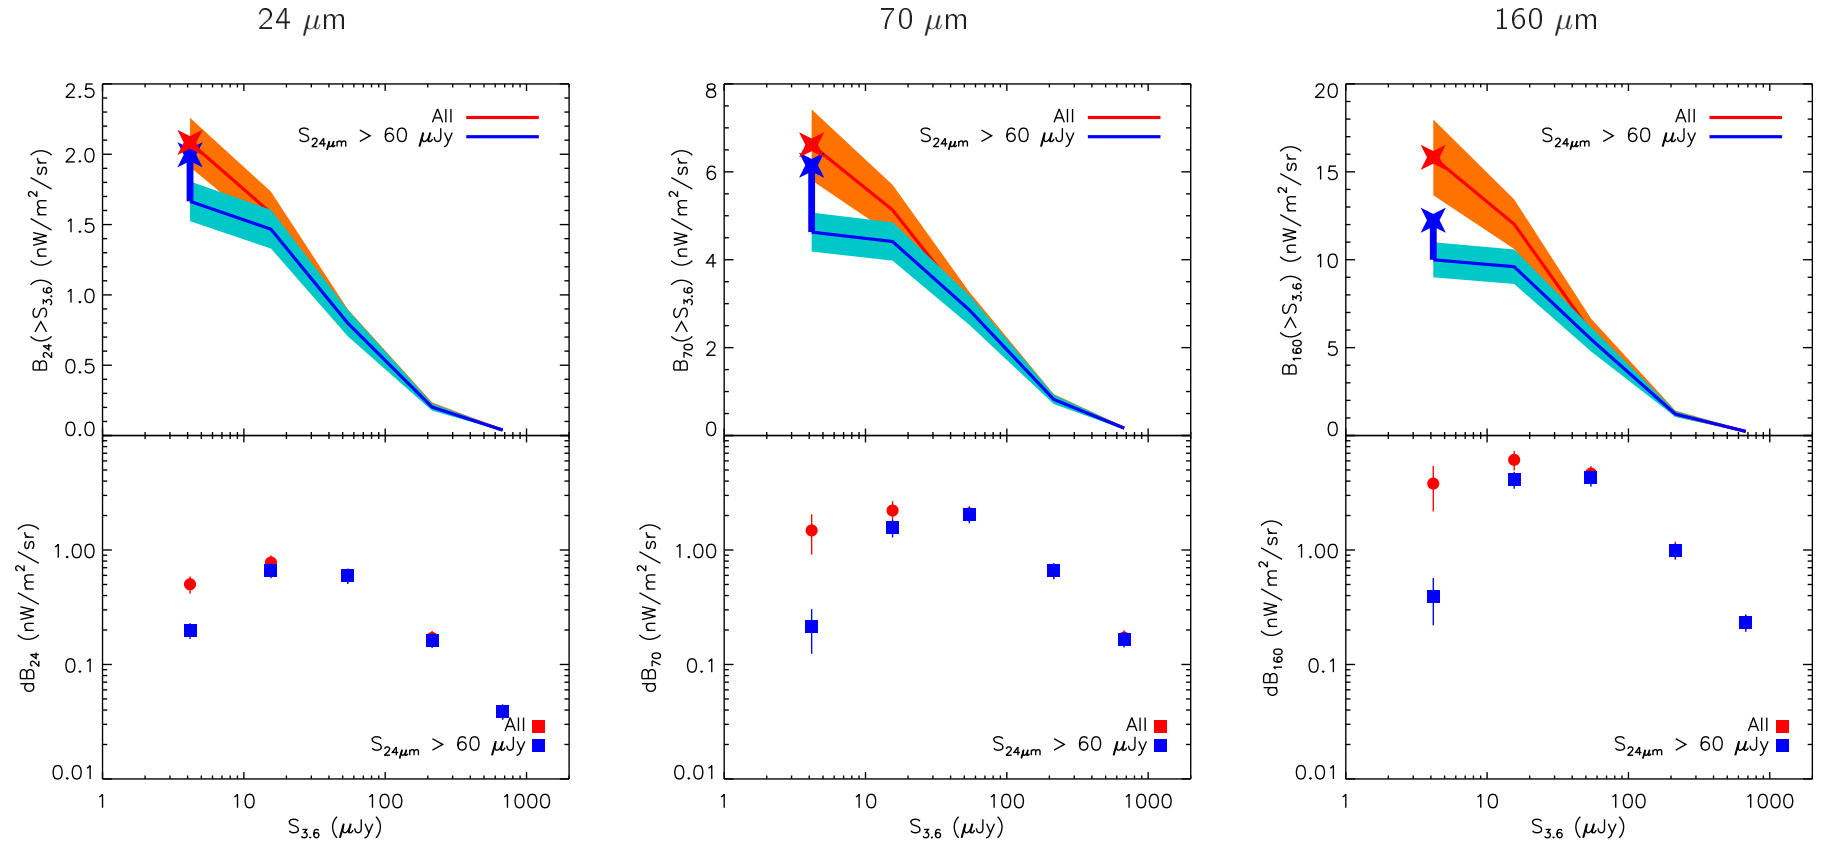 24 μm
70 μm
160 μm
2.5
2.0
1.5
1.0
0.5
0.0
B₂₄(>S₃.₆) (nW/m²/sr)
All
S₂₄μm > 60 μJy
8
6
4
2
0
B₇₀(>S₃.₆) (nW/m²/sr)
All
S₂₄μm > 60 μJy
20
15
10
5
0
B₁₆₀(>S₃.₆) (nW/m²/sr)
All
S₂₄μm > 60 μJy
1.00
0.1
0.01
dB₂₄ (nW/m²/sr)
All
S₂₄μm > 60 μJy
1
10
100
1000
S₃.₆ (μJy)
1.00
0.1
0.01
dB₇₀ (nW/m²/sr)
All
S₂₄μm > 60 μJy
1
10
100
1000
S₃.₆ (μJy)
1.00
0.1
0.01
dB₁₆₀ (nW/m²/sr)
All
S₂₄μm > 60 μJy
1
10
100
1000
S₃.₆ (μJy)